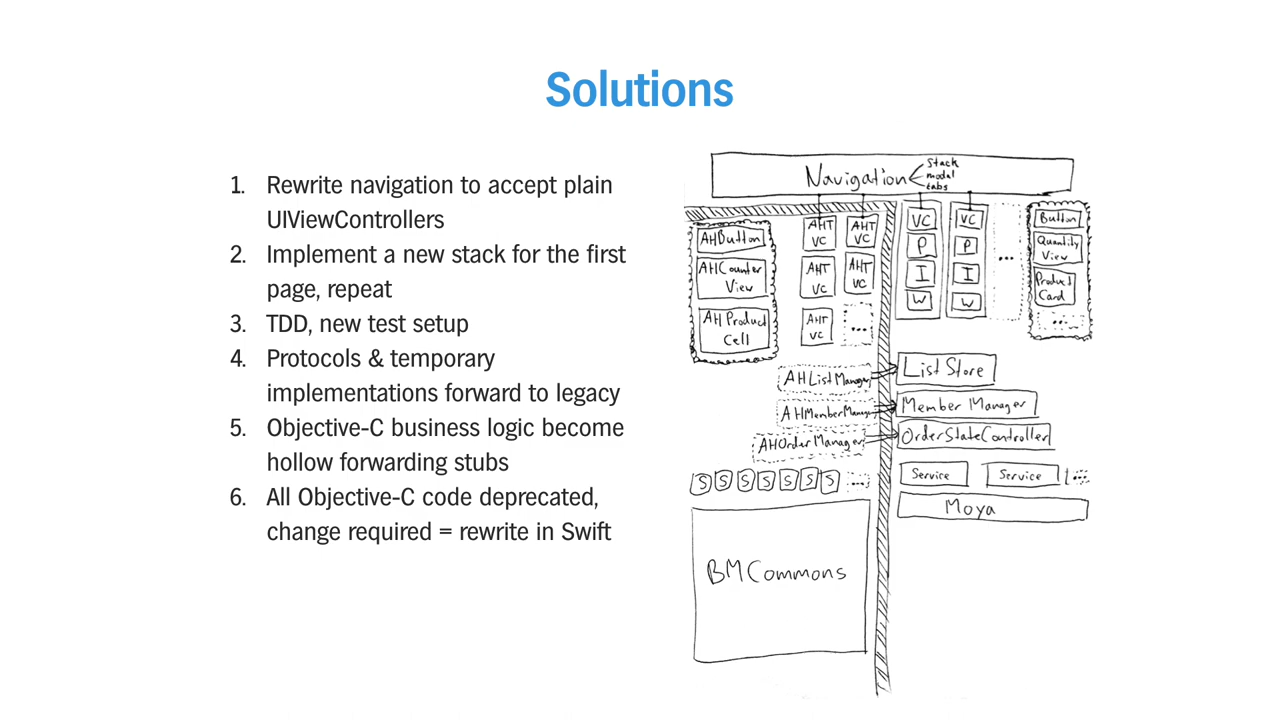 Solutions
1. Rewrite navigation to accept plain
UIViewControllers
2. Implement a new stack for the first
page, repeat
3. TDD, new test setup
4. Protocols & temporary
implementations forward to legacy
5. Objective-C business logic become
hollow forwarding stubs
6. All Objective-C code deprecated,
change required = rewrite in Swift
Navigation
Stack
modal
tabs
AHButton
AHCounter
View
AH Product
Cell
AHT
VC
AHT
VC
AHT
VC
AHT
VC
AHT
VC
...
VC
P
I
W
VC
P
I
W
...
Button
Quantity
View
Product
Card
...
AHListManager
List Store
AHMemberManager
Member Manager
AHOrderManager
OrderStateController
S S S S S S S ...
Service
Service
...
Moya
BMCommons